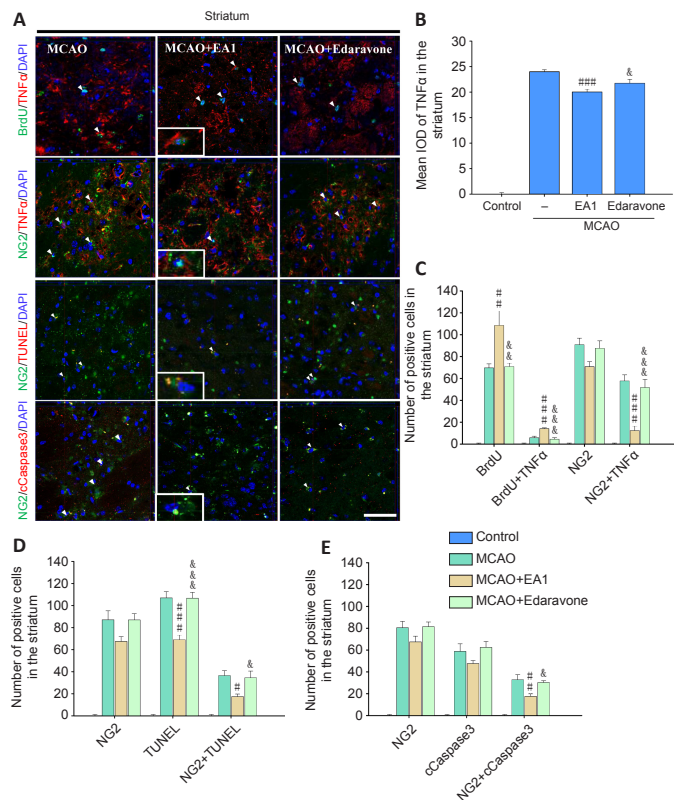 A
Striatum
MCAO
MCAO+EA1
MCAO+Edaravone
BrdU/TNFα/DAPI
NG2/TNFα/DAPI
NG2/TUNEL/DAPI
NG2/cCaspase3/DAPI
B
Mean IOD of TNFα in the
striatum
30
25
20
15
10
5
0
###
&
Control
–
EA1
Edaravone
MCAO
C
Number of positive cells in
the striatum
140
120
100
80
60
40
20
0
##
&&
###
&&&
###
&&&
BrdU
BrdU+TNFα
NG2
NG2+TNFα
D
Number of positive cells
in the striatum
140
120
100
80
60
40
20
0
###
&&&
#
&
NG2
TUNEL
NG2+TUNEL
E
Control
MCAO
MCAO+EA1
MCAO+Edaravone
Number of positive cells
in the striatum
140
120
100
80
60
40
20
0
##
&
NG2
cCaspase3
NG2+cCaspase3